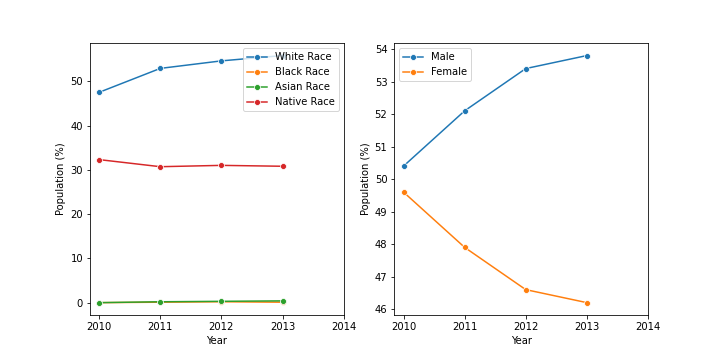 White Race
Black Race
Asian Race
Native Race
50
40
30
20
10
0
Population (%)
2010 2011 2012 2013 2014
Year
Male
Female
54
53
52
51
50
49
48
47
46
Population (%)
2010 2011 2012 2013 2014
Year